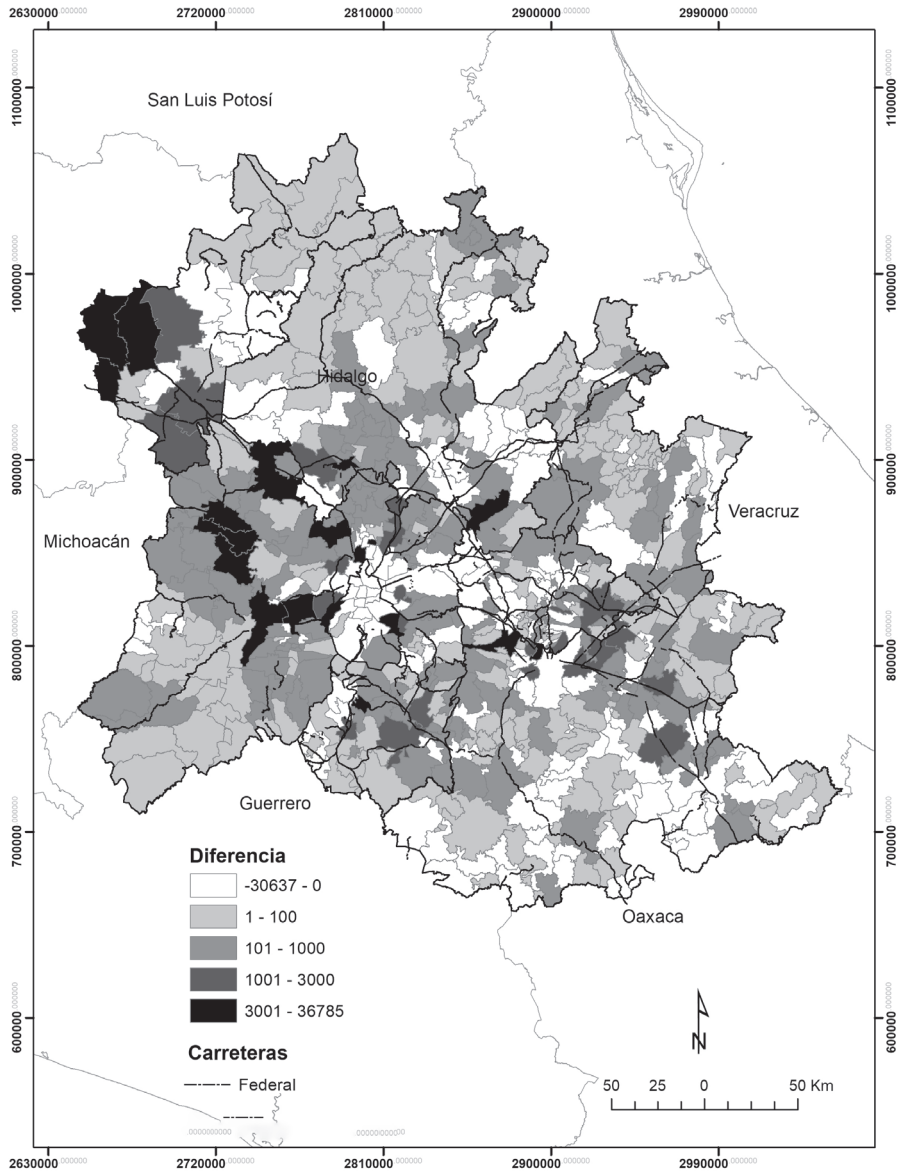 2630000.000000 2720000.000000 2810000.000000 2900000.000000 2990000.000000
1100000.000000 1100000.000000
San Luis Potosí
1000000.000000 1000000.000000
Hidalgo
900000.000000 900000.000000
Veracruz
Michoacán
800000.000000 800000.000000
Guerrero
700000.000000 700000.000000
Diferencia
-30637 - 0
1 - 100
Oaxaca
101 - 1000
1001 - 3000
3001 - 36785
600000.000000 600000.000000
N
Carreteras
Federal
50 25 0 50 Km
2630000.000000 2720000.000000 2810000.000000 2900000.000000 2990000.000000